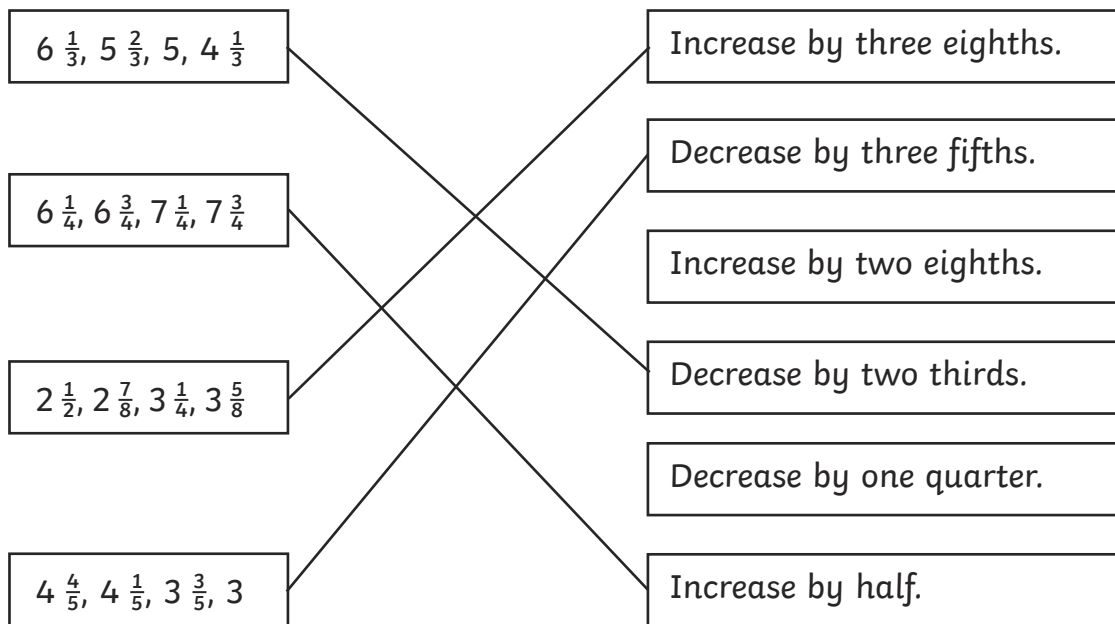 6 1/3, 5 2/3, 5, 4 1/3
Increase by three eighths.
Decrease by three fifths.
6 1/4, 6 3/4, 7 1/4, 7 3/4
Increase by two eighths.
Decrease by two thirds.
2 1/2, 2 7/8, 3 1/4, 3 5/8
Decrease by one quarter.
4 4/5, 4 1/5, 3 3/5, 3
Increase by half.